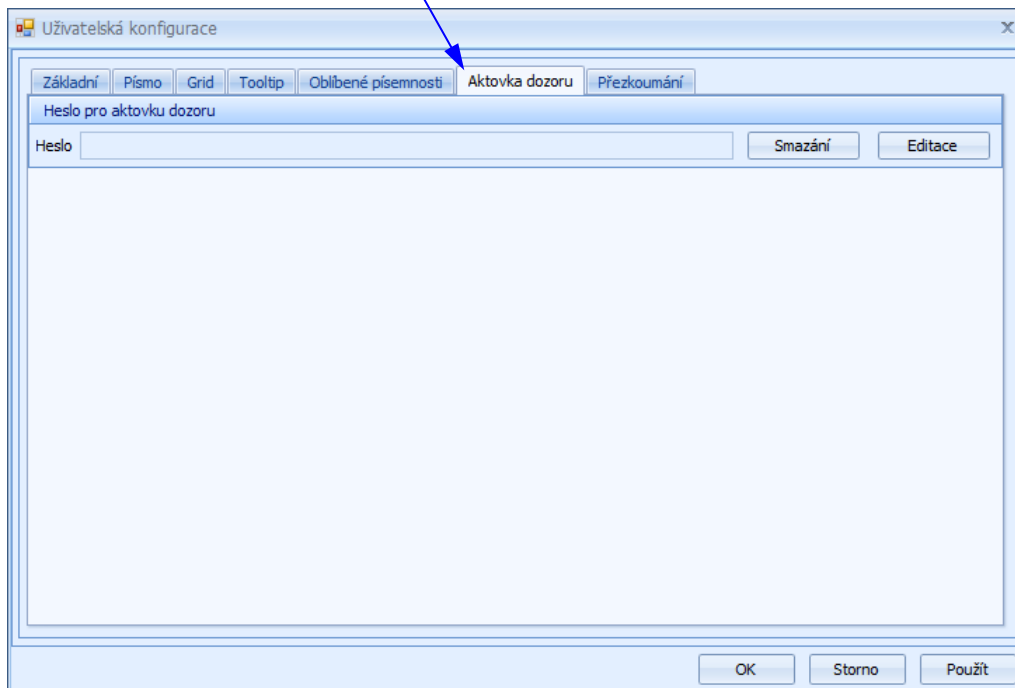 Uživatelská konfigurace
Základní Písmo Grid Tooltip Oblíbené písemnosti Aktovka dozoru Přezkoumání
Heslo pro aktovku dozoru
Heslo Smazání Editace
OK Storno Použít